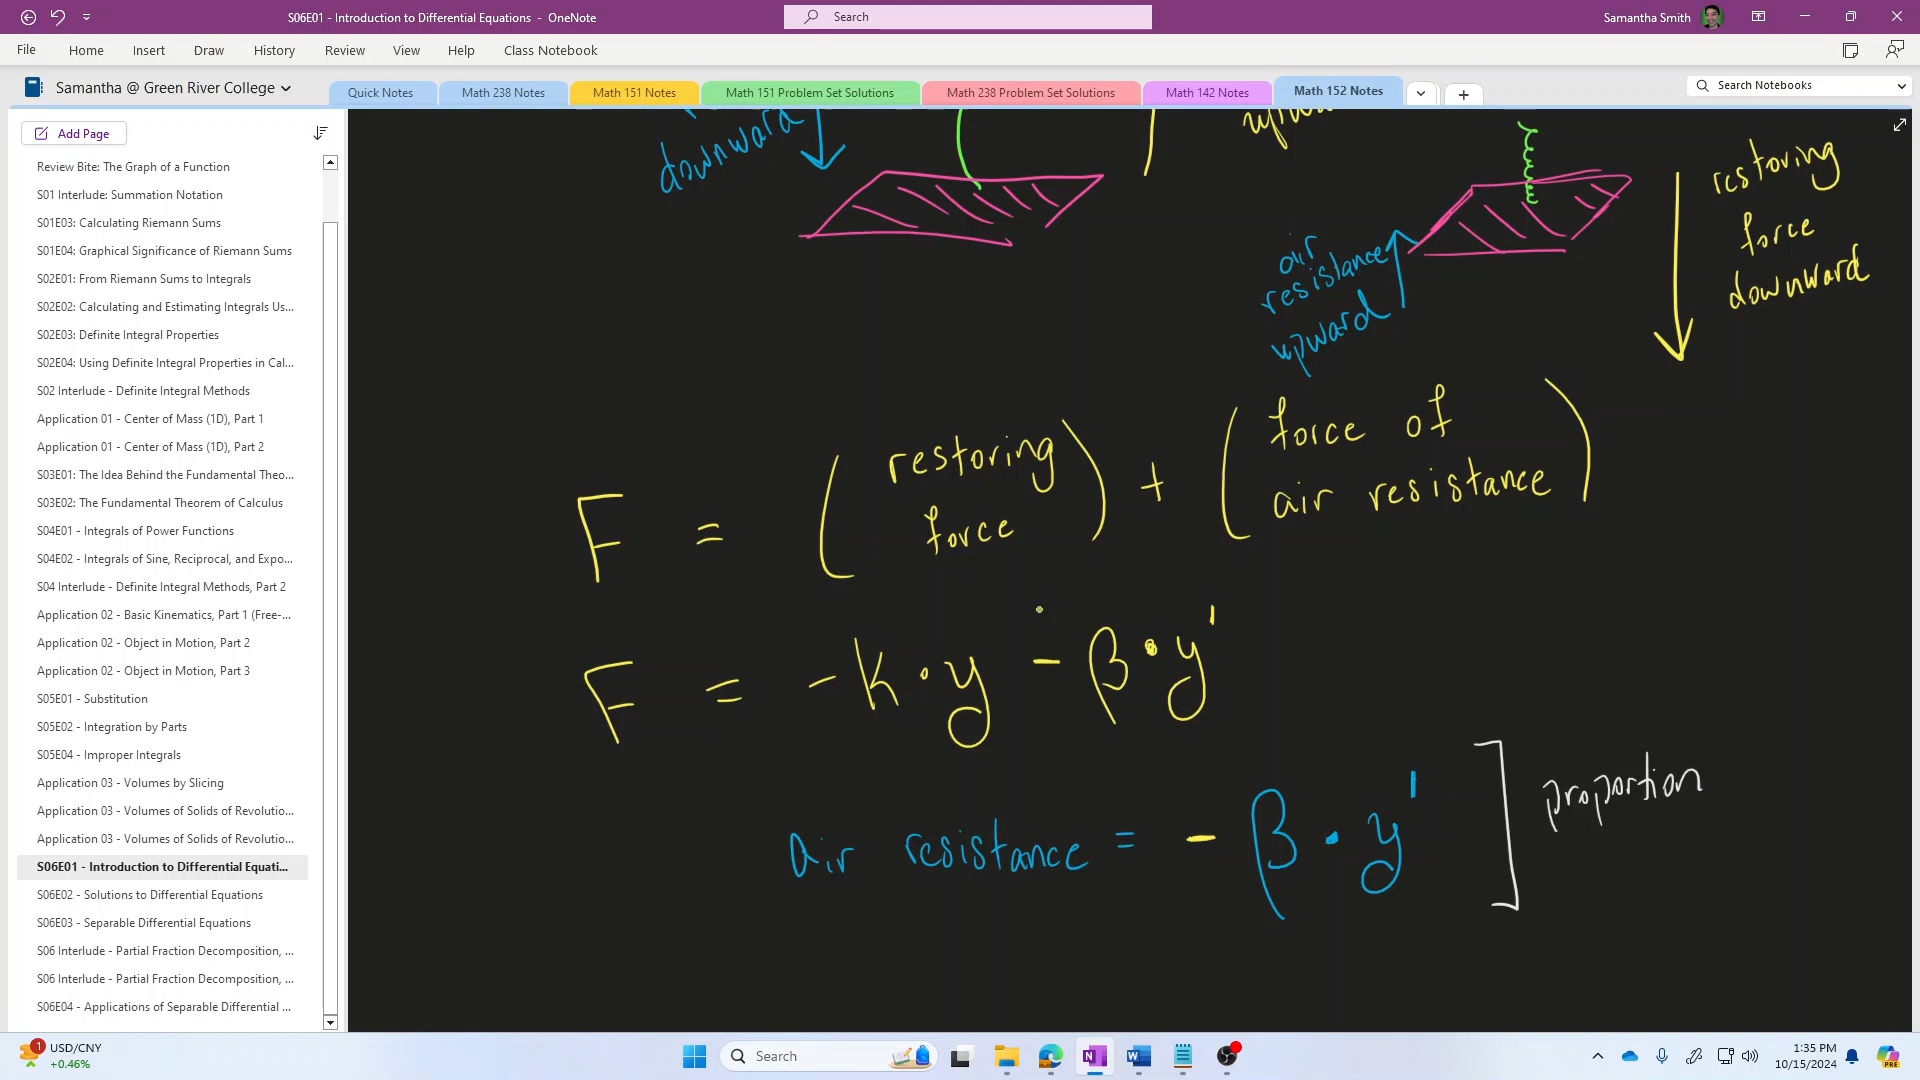 S06E01 - Introduction to Differential Equations - OneNote
Search
Samantha Smith
File Home Insert Draw History Review View Help Class Notebook
Samantha @ Green River College
Quick Notes
Math 238 Notes
Math 151 Notes
Math 151 Problem Set Solutions
Math 238 Problem Set Solutions
Math 142 Notes
Math 152 Notes
Search Notebooks
Add Page
Review Bite: The Graph of a Function
S01 Interlude: Summation Notation
S01E03: Calculating Riemann Sums
S01E04: Graphical Significance of Riemann Sums
S02E01: From Riemann Sums to Integrals
S02E02: Calculating and Estimating Integrals Us...
S02E03: Definite Integral Properties
S02E04: Using Definite Integral Properties in Cal...
S02 Interlude - Definite Integral Methods
Application 01 - Center of Mass (1D), Part 1
Application 01 - Center of Mass (1D), Part 2
S03E01: The Idea Behind the Fundamental Theo...
S03E02: The Fundamental Theorem of Calculus
S04E01 - Integrals of Power Functions
S04E02 - Integrals of Sine, Reciprocal, and Expo...
S04 Interlude - Definite Integral Methods, Part 2
Application 02 - Basic Kinematics, Part 1 (Free-...
Application 02 - Object in Motion, Part 2
Application 02 - Object in Motion, Part 3
S05E01 - Substitution
S05E02 - Integration by Parts
S05E04 - Improper Integrals
Application 03 - Volumes by Slicing
Application 03 - Volumes of Solids of Revolutio...
Application 03 - Volumes of Solids of Revolutio...
S06E01 - Introduction to Differential Equati...
S06E02 - Solutions to Differential Equations
S06E03 - Separable Differential Equations
S06 Interlude - Partial Fraction Decomposition, ...
S06 Interlude - Partial Fraction Decomposition, ...
S06E04 - Applications of Separable Differential ...
downward
restoring
force
downward
air
resistance
upward
F = (restoring force) + (force of air resistance)
F = -k·y - β·y'
air resistance = - β·y' ] proportion
1
USD/CNY
+0.46%
Search
PRE
1:35 PM
10/15/2024